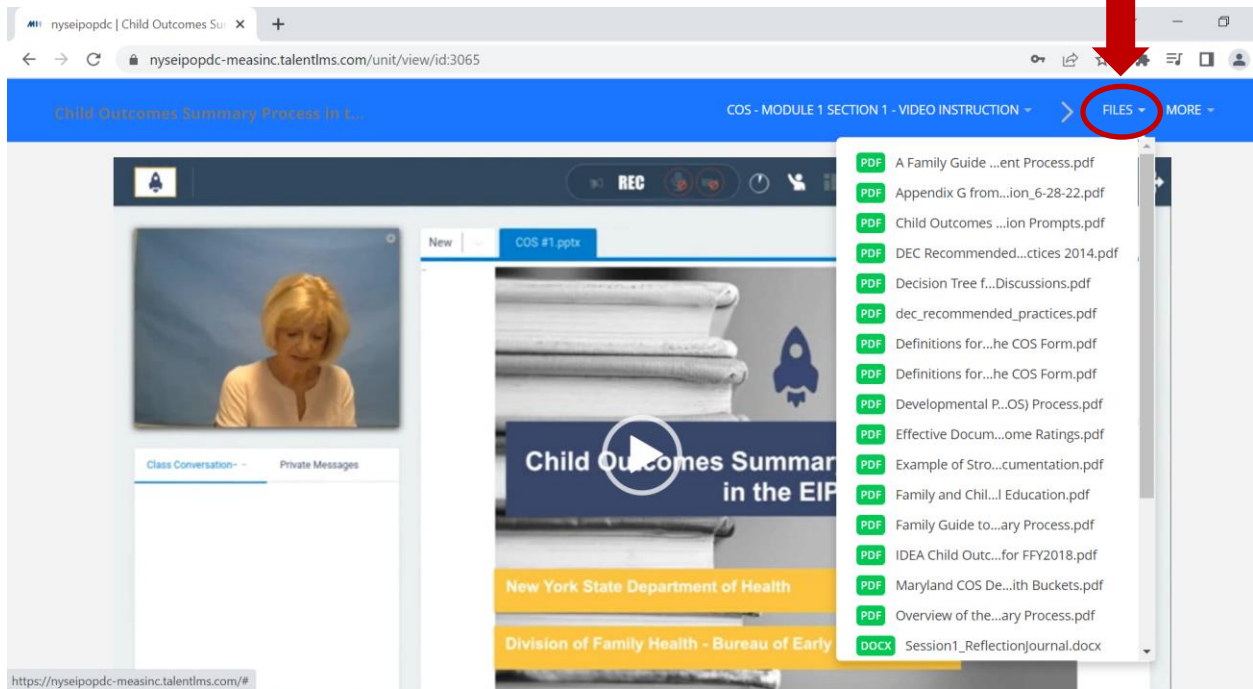 nyseipopdc | Child Outcomes Su
nyseipopdc-measinc.talentlms.com/unit/view/id:3065
Child Outcomes Summary Process in t...
COS - MODULE 1 SECTION 1 - VIDEO INSTRUCTION
FILES
MORE
REC
New
COS #1.pptx
Class Conversation-
Private Messages
Child Outcomes Summar
in the EIP
New York State Department of Health
Division of Family Health - Bureau of Early
PDF A Family Guide ...ent Process.pdf
PDF Appendix G from...ion_6-28-22.pdf
PDF Child Outcomes ...ion Prompts.pdf
PDF DEC Recommended...ctices 2014.pdf
PDF Decision Tree f...Discussions.pdf
PDF dec_recommended_practices.pdf
PDF Definitions for...he COS Form.pdf
PDF Definitions for...he COS Form.pdf
PDF Developmental P...OS) Process.pdf
PDF Effective Docum...ome Ratings.pdf
PDF Example of Stro...cumentation.pdf
PDF Family and Chil...l Education.pdf
PDF Family Guide to...ary Process.pdf
PDF IDEA Child Outc...for FFY2018.pdf
PDF Maryland COS De...ith Buckets.pdf
PDF Overview of the...ary Process.pdf
DOCX Session1_ReflectionJournal.docx
https://nyseipopdc-measinc.talentlms.com/#